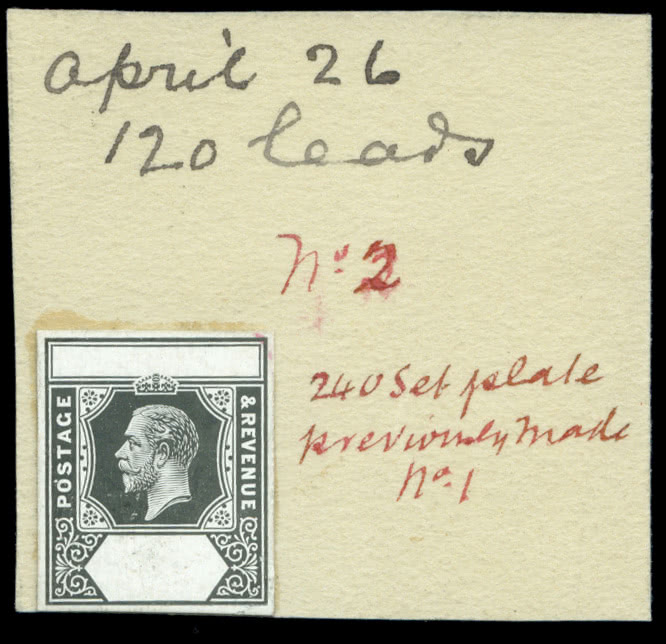 April 26
120 leads
No. 2
240 Set plate
previously made
No. 1
POSTAGE
& REVENUE